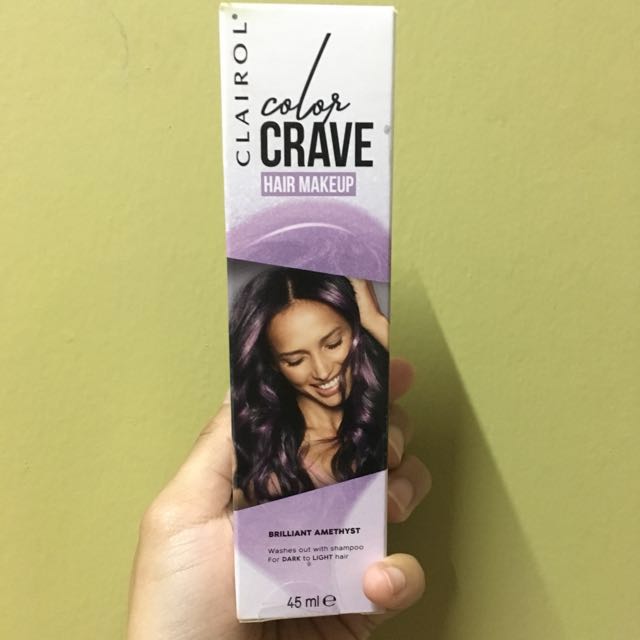 CLAIROL®
color
CRAVE
HAIR MAKEUP
BRILLIANT AMETHYST
Washes out with shampoo
For DARK to LIGHT hair
45 ml ℮